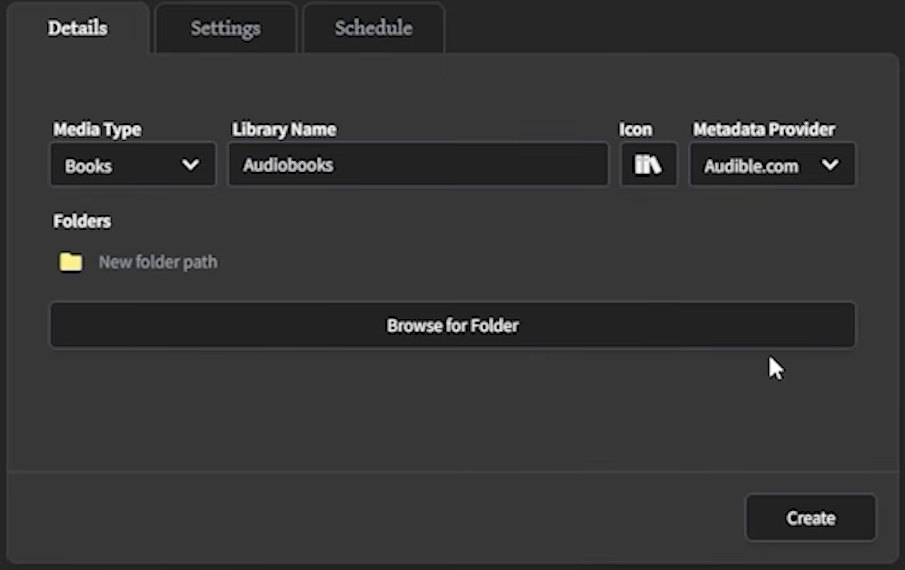 Details Settings Schedule
Media Type Library Name Icon Metadata Provider
Books Audiobooks Audible.com
Folders
New folder path
Browse for Folder
Create